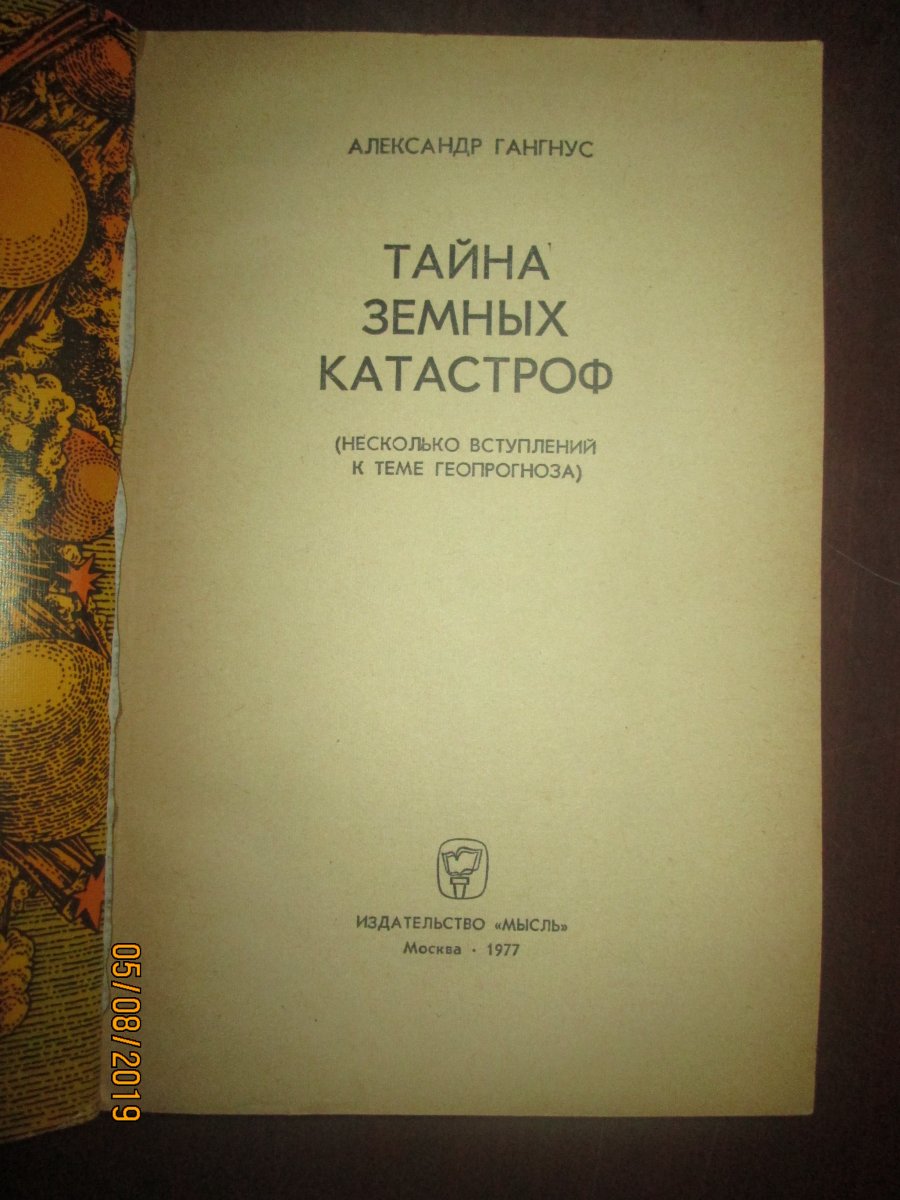 АЛЕКСАНДР ГАНГНУС
ТАЙНА
ЗЕМНЫХ
КАТАСТРОФ
(НЕСКОЛЬКО ВСТУПЛЕНИЙ
К ТЕМЕ ГЕОПРОГНОЗА)
ИЗДАТЕЛЬСТВО «МЫСЛЬ»
Москва · 1977
05/08/2019